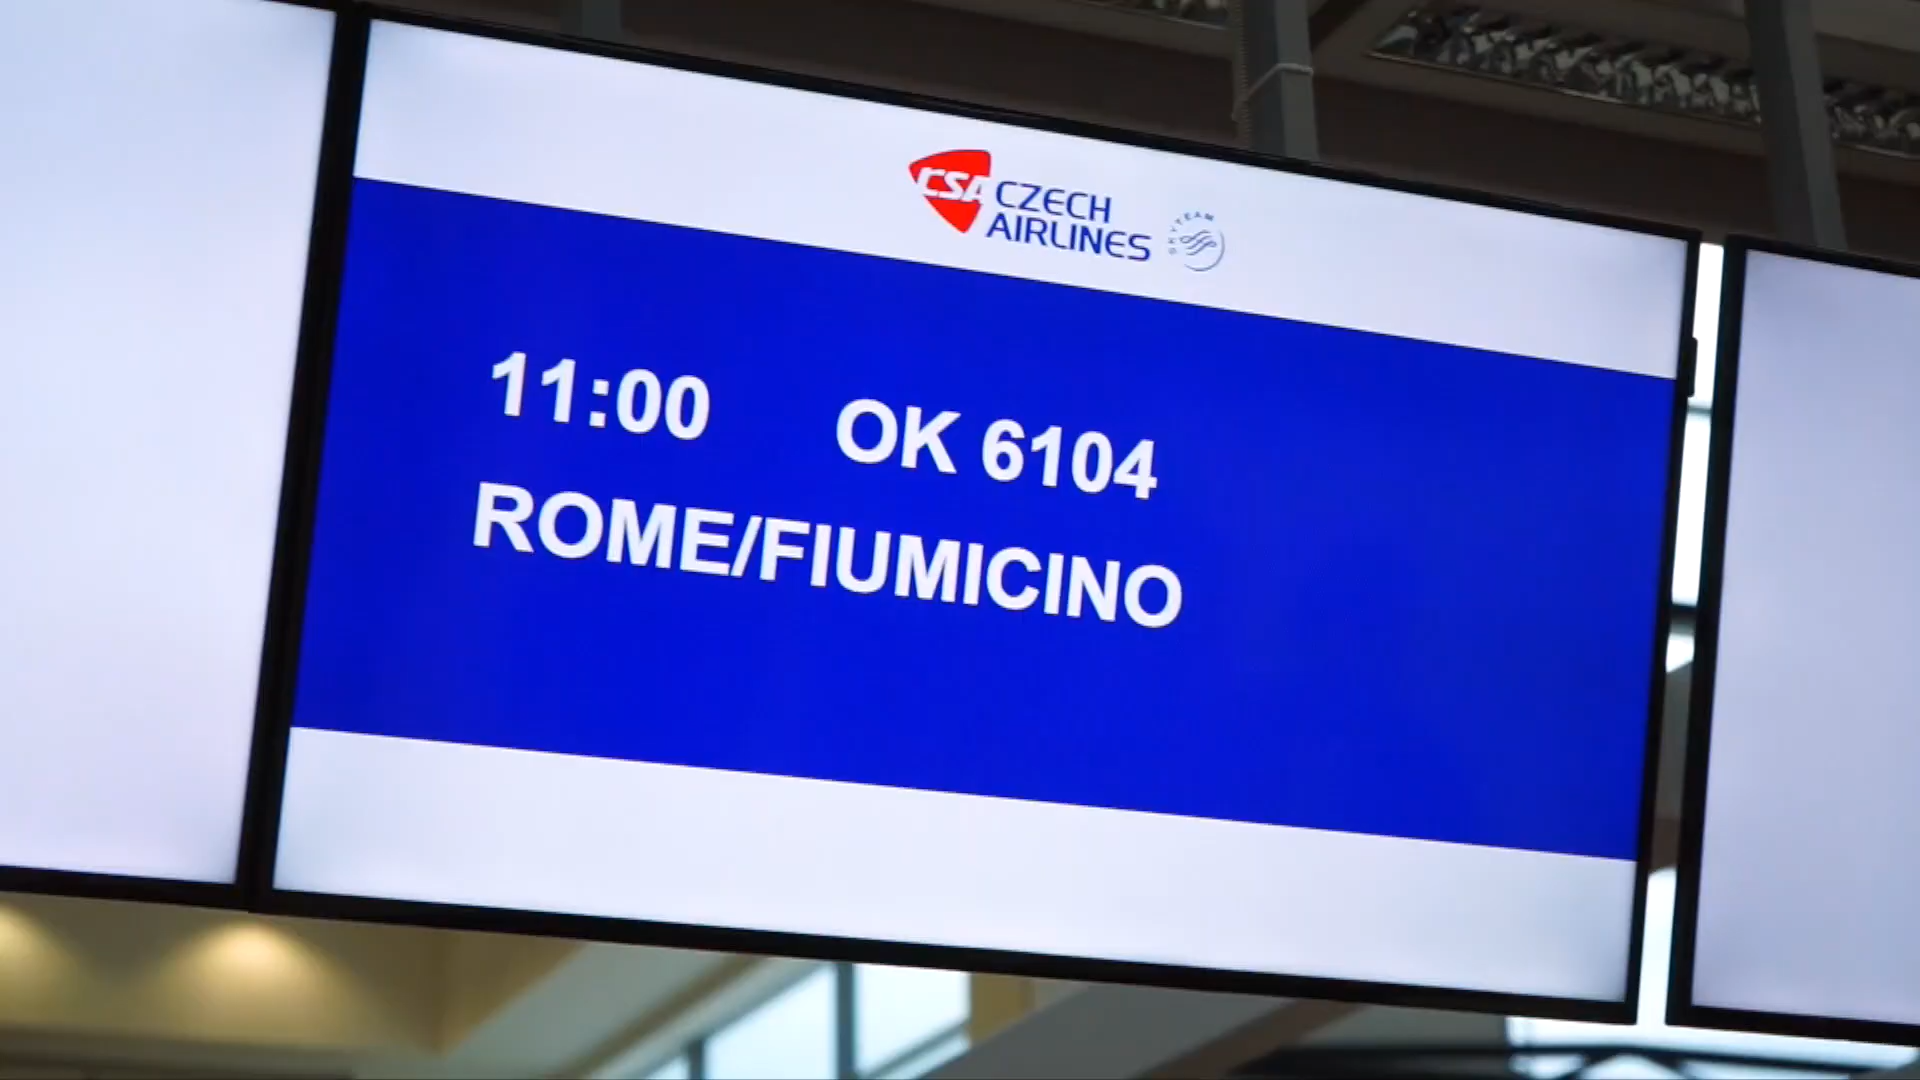 CSA CZECH
AIRLINES
SKYTEAM
11:00 OK 6104
ROME/FIUMICINO